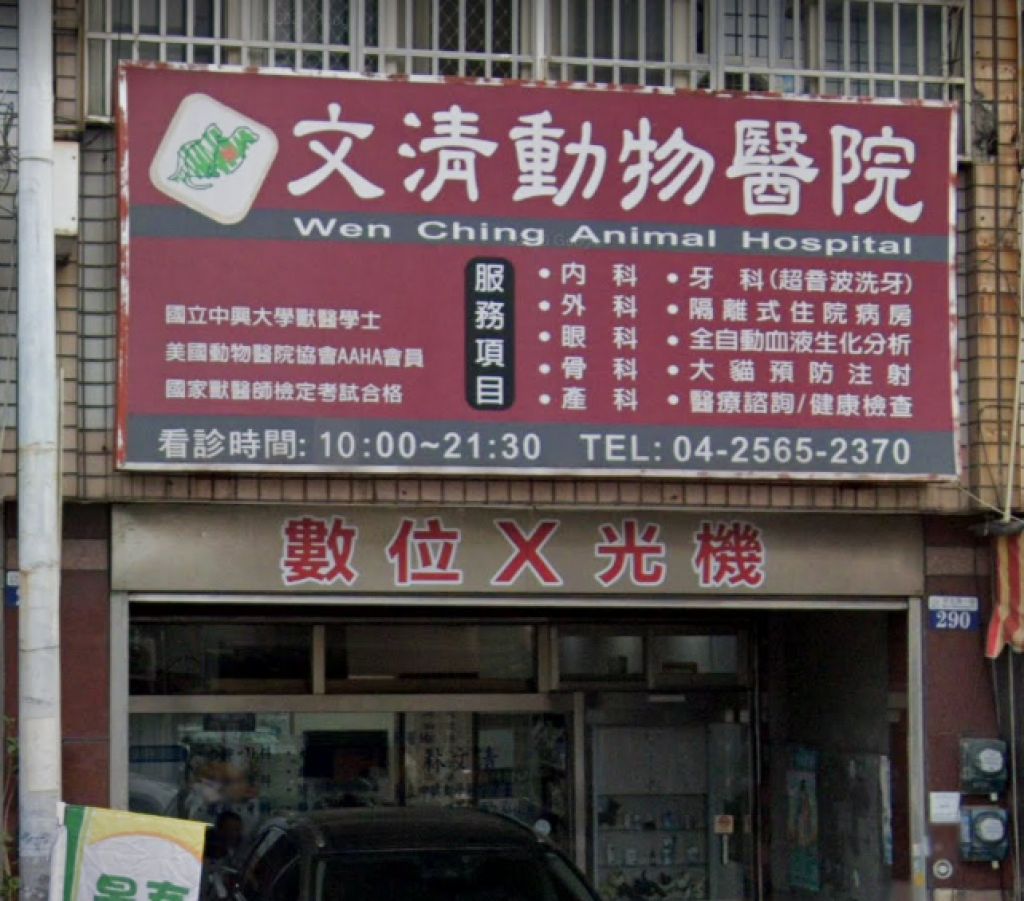 文清動物醫院
Wen Ching Animal Hospital
國立中興大學獸醫學士
美國動物醫院協會AAHA會員
國家獸醫師檢定考試合格
服務項目
•內 科
•外 科
•眼 科
•骨 科
•產 科
•牙 科(超音波洗牙)
•隔離式住院病房
•全自動血液生化分析
•大貓預防注射
•醫療諮詢/健康檢查
看診時間: 10:00~21:30 TEL: 04-2565-2370
數位X光機
290